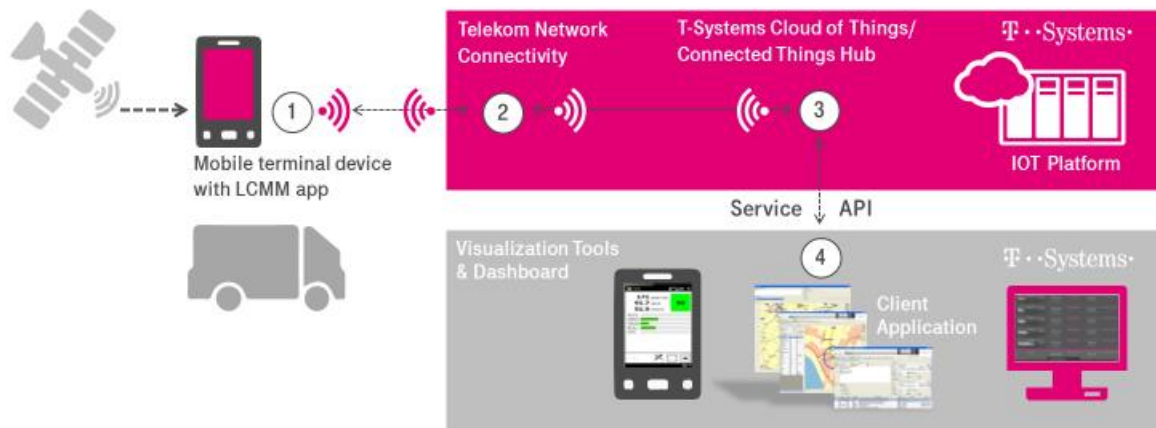 Telekom Network
Connectivity
T-Systems Cloud of Things/
Connected Things Hub
T··Systems·
1
2
3
Mobile terminal device
with LCMM app
IOT Platform
Service
API
Visualization Tools
& Dashboard
4
T··Systems·
Client
Application